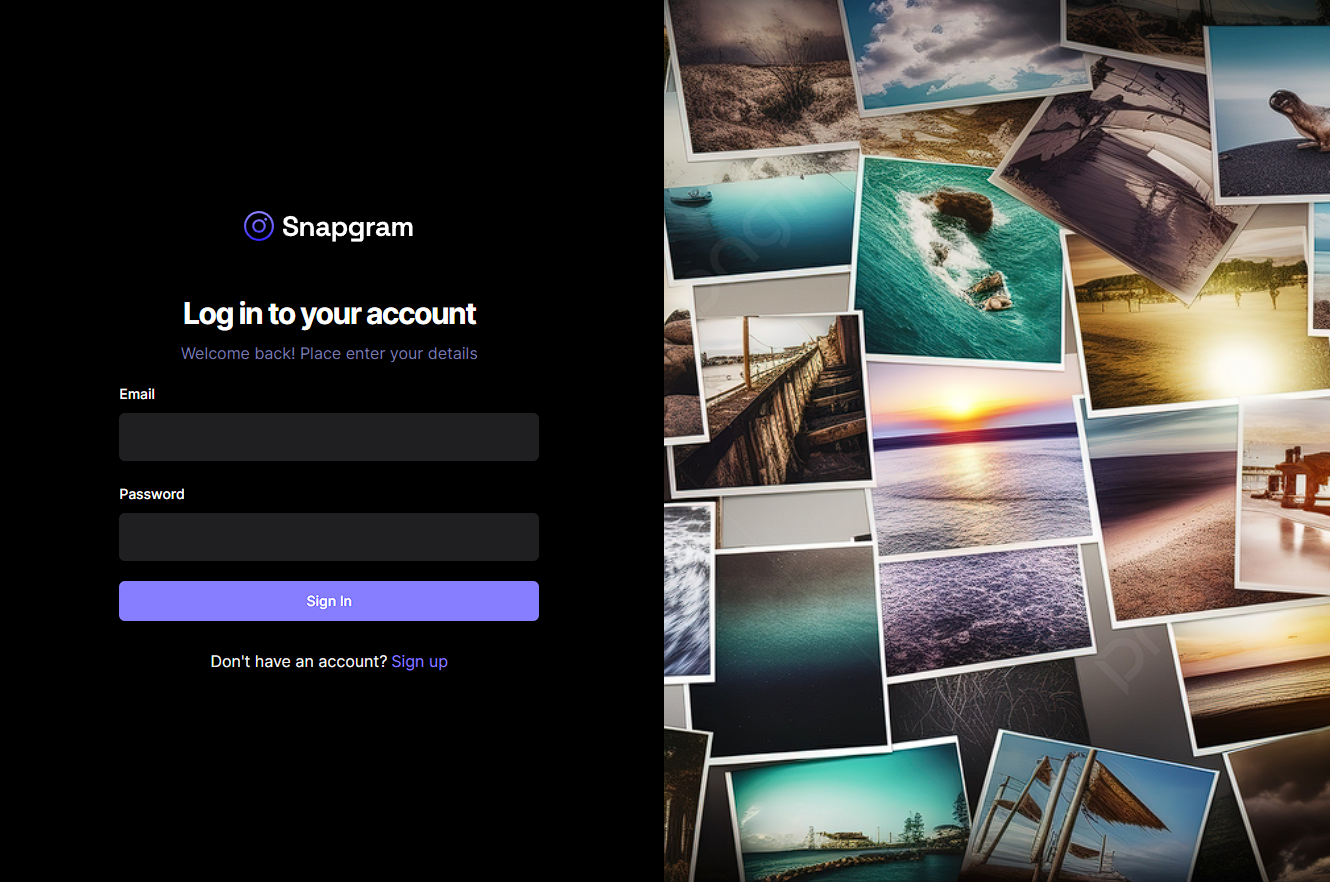 Snapgram
Log in to your account
Welcome back! Place enter your details
Email
Password
Sign In
Don't have an account? Sign up